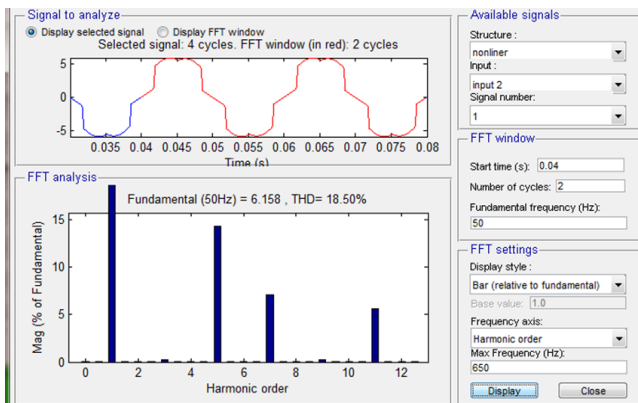 Signal to analyze
Display selected signal
Display FFT window
Selected signal: 4 cycles. FFT window (in red): 2 cycles
5
0
-5
0.035 0.04 0.045 0.05 0.055 0.06 0.065 0.07 0.075 0.08
Time (s)
FFT analysis
Fundamental (50Hz) = 6.158 , THD= 18.50%
Mag (% of Fundamental)
15
10
5
0
0 2 4 6 8 10 12
Harmonic order
Available signals
Structure :
nonliner
Input :
input 2
Signal number:
1
FFT window
Start time (s): 0.04
Number of cycles: 2
Fundamental frequency (Hz):
50
FFT settings
Display style :
Bar (relative to fundamental)
Base value: 1.0
Frequency axis:
Harmonic order
Max Frequency (Hz):
650
Display
Close